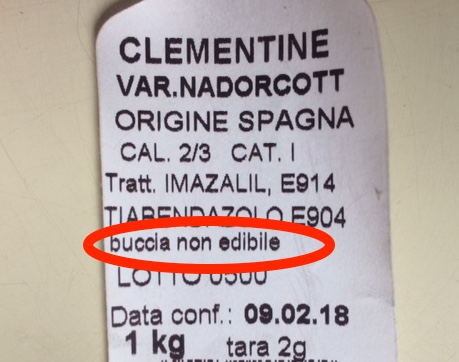 CLEMENTINE
VAR.NADORCOTT
ORIGINE SPAGNA
CAL. 2/3 CAT. I
Tratt. IMAZALIL, E914
TIABENDAZOLO E904
buccia non edibile
LOTTO 0500
Data conf.: 09.02.18
1 kg tara 2g